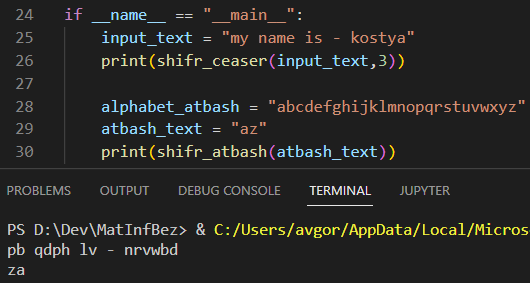 24 if __name__ == "__main__":
25 input_text = "my name is - kostya"
26 print(shifr_ceaser(input_text,3))
27
28 alphabet_atbash = "abcdefghijklmnopqrstuvwxyz"
29 atbash_text = "az"
30 print(shifr_atbash(atbash_text))
PROBLEMS OUTPUT DEBUG CONSOLE TERMINAL JUPYTER
PS D:\Dev\MatInfBez> & C:/Users/avgor/AppData/Local/Micros
pb qdph lv - nrvwbd
za